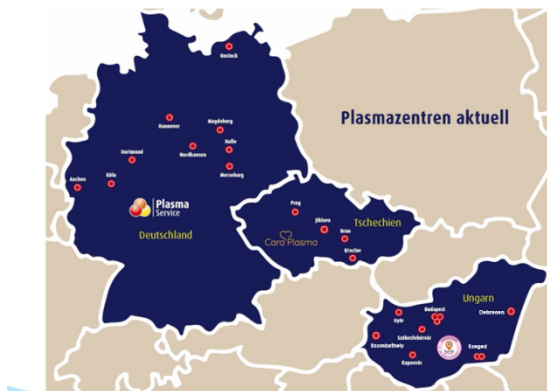 Rostock
Plasmazentren aktuell
Hannover
Magdeburg
Dortmund
Nordhausen
Halle
Merseburg
Aachen
Köln
Plasma
Service
Deutschland
Prag
Jihlava
Tschechien
Cara Plasma
Brno
Břeclav
Ungarn
Győr
Budapest
Debrecen
Székesfehérvár
Szombathely
Szeged
Kaposvár